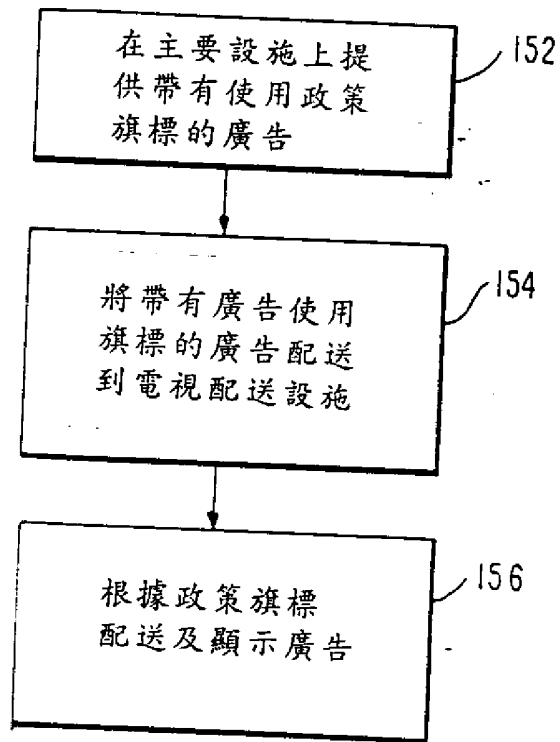 在主要設施上提
供帶有使用政策
旗標的廣告
152
將帶有廣告使用
旗標的廣告配送
到電視配送設施
154
根據政策旗標
配送及顯示廣告
156